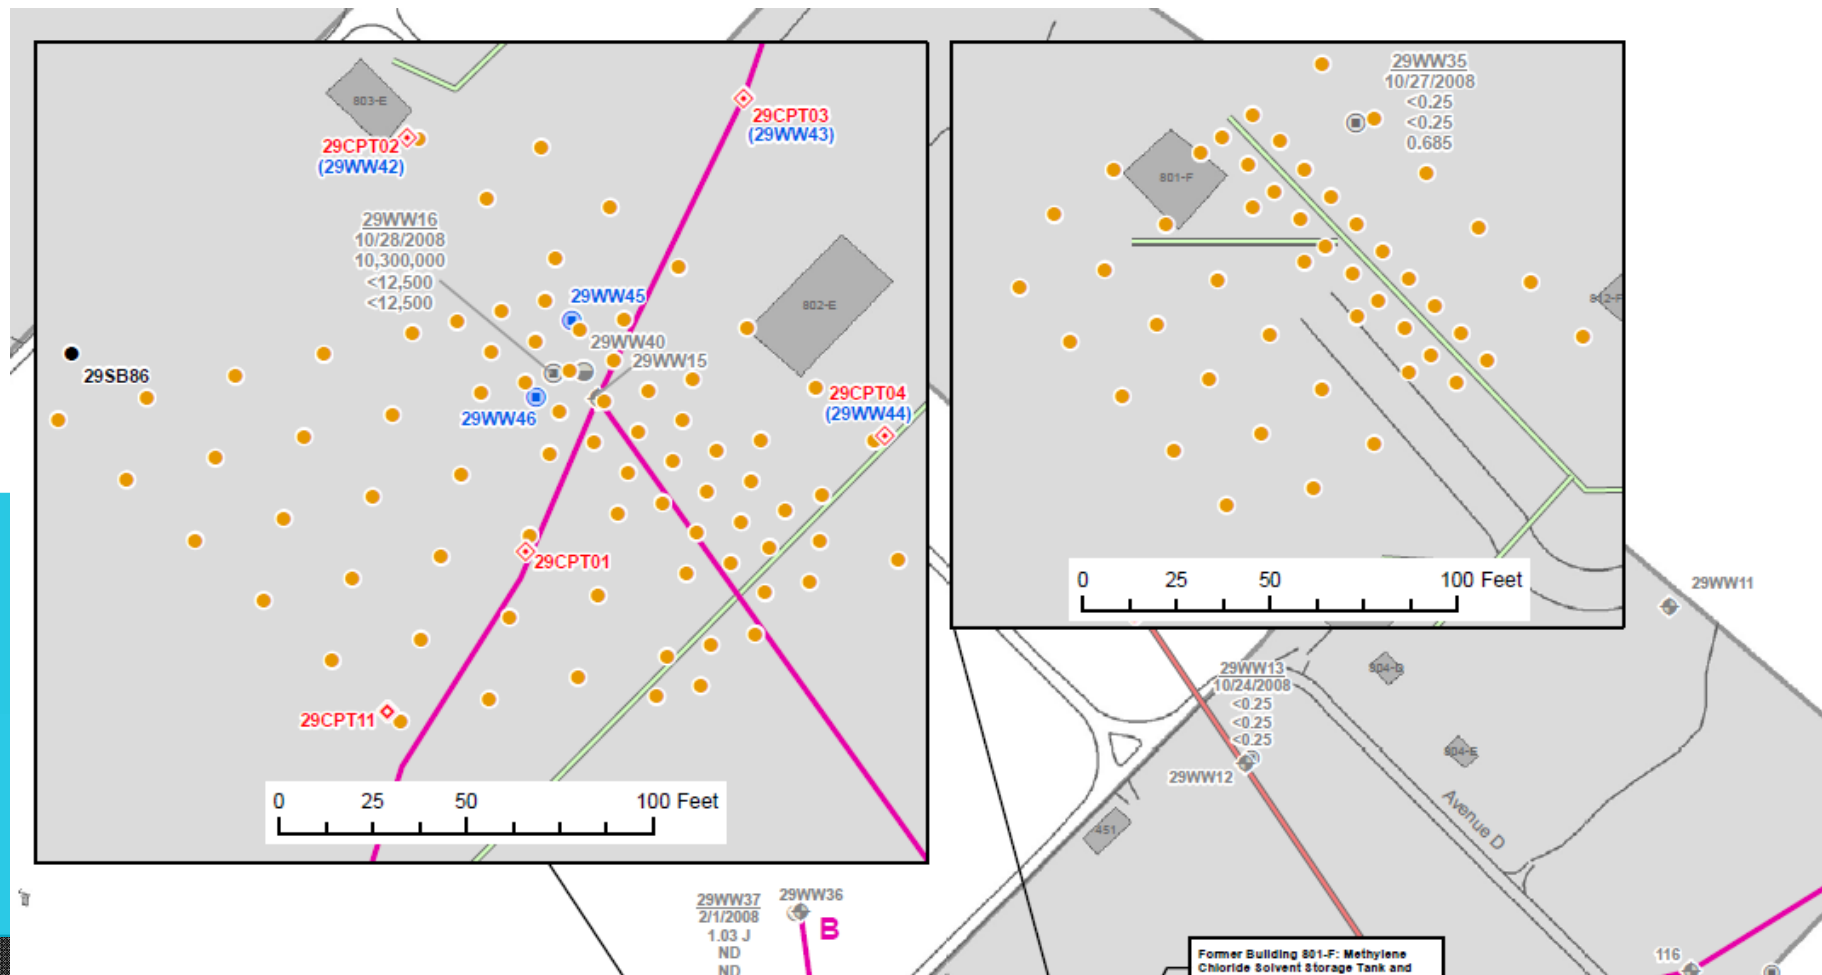 803-E
29CPT02
(29WW42)
29CPT03
(29WW43)
29WW16
10/28/2008
10,300,000
<12,500
<12,500
29WW45
802-E
29WW40
29WW15
29SB86
29WW46
29CPT04
(29WW44)
29CPT01
29CPT11
0 25 50 100 Feet
29WW35
10/27/2008
<0.25
<0.25
0.685
801-F
812-F
0 25 50 100 Feet
29WW11
29WW13
10/24/2008
<0.25
<0.25
<0.25
29WW12
904-E
451
Avenue D
29WW37
2/1/2008
1.03 J
ND
ND
29WW36
B
Former Building 801-F: Methylene
Chloride Solvent Storage Tank and
116